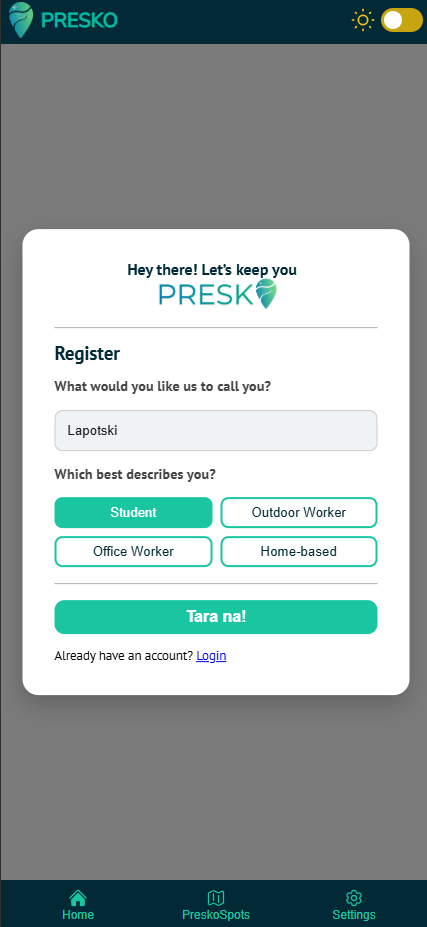 PRESKO
Hey there! Let's keep you
PRESKO
Register
What would you like us to call you?
Lapotski
Which best describes you?
Student
Outdoor Worker
Office Worker
Home-based
Tara na!
Already have an account? Login
Home
PreskoSpots
Settings